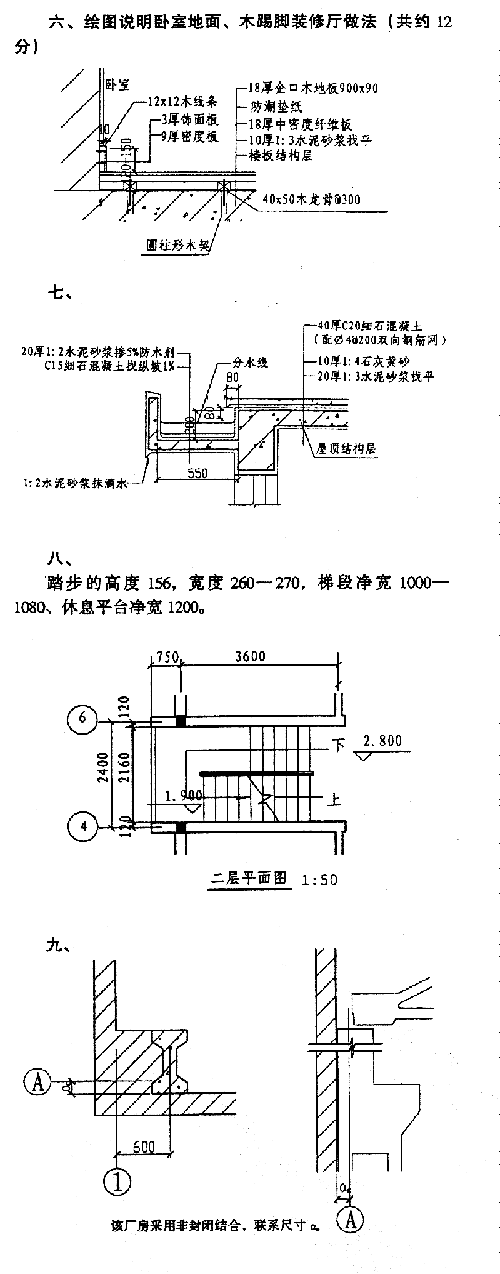 六、绘图说明卧室地面、木踢脚装修厅做法(共约12
分)
卧室
12x12木线条
3厚饰面板
9厚密度板
10
120-150
18厚企口木地板900x90
防潮垫纸
18厚中密度纤维板
10厚1:3水泥砂浆找平
楼板结构层
40x50木龙骨@300
圆柱形木楔
七、
40厚C20细石混凝土
(配Ø4@200双向钢筋网)
10厚1:4石灰黄砂
20厚1:3水泥砂浆找平
20厚1:2水泥砂浆掺5%防水剂
C15细石混凝土找纵坡1%
分水线
80
80
200
550
屋顶结构层
1:2水泥砂浆抹滴水
八、
踏步的高度156,宽度260—270,梯段净宽1000—
1080、休息平台净宽1200。
750
3600
6
120
2400
2160
下
2.800
1.900
上
4
120
二层平面图 1:50
九、
A
600
1
a
A
该厂房采用非封闭结合,联系尺寸a。